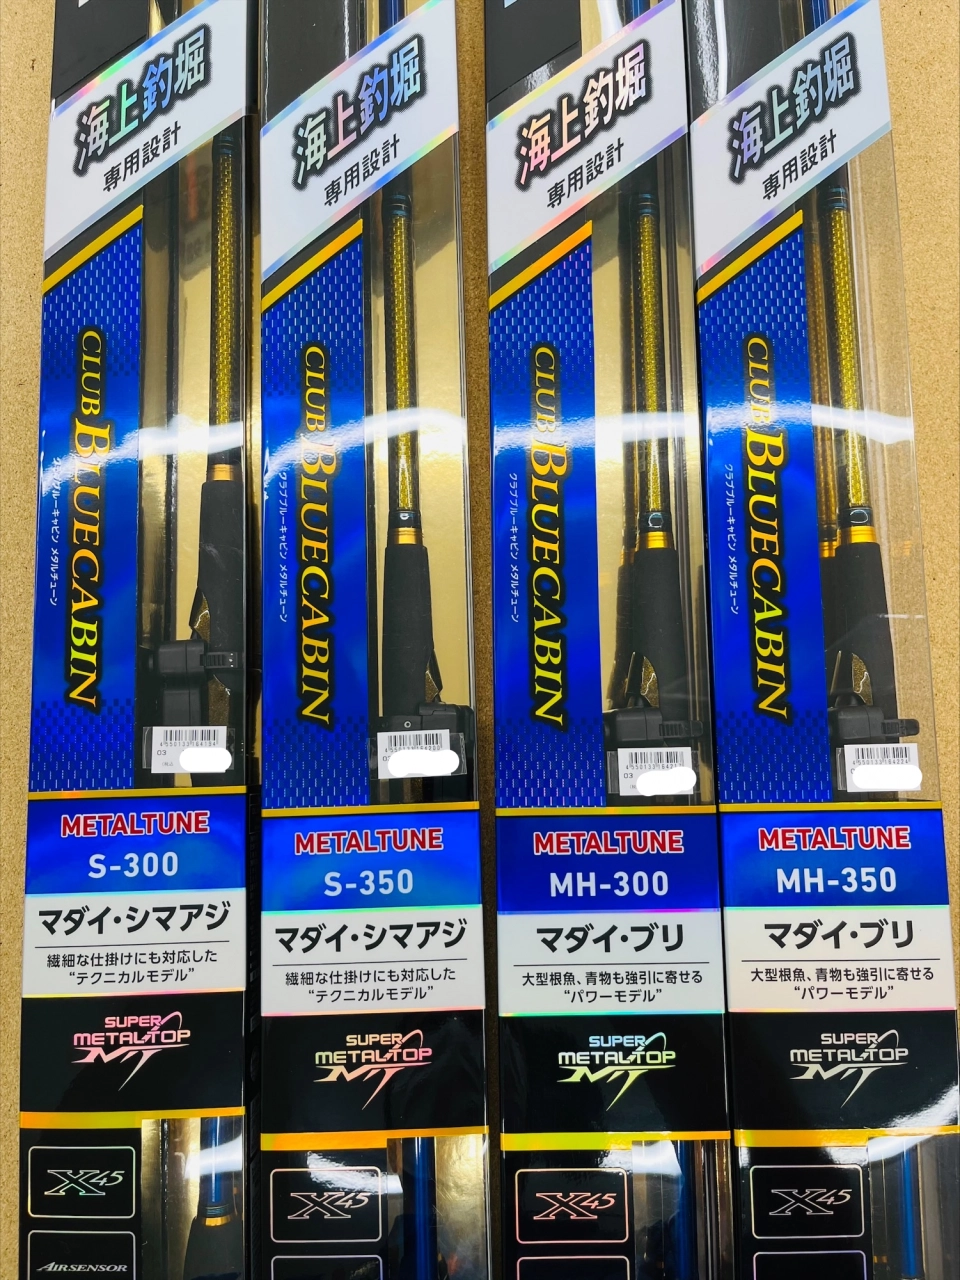 海上釣堀
専用設計
CLUB BLUECABIN
クラブブルーキャビン メタルチューン
03
METALTUNE
S-300
マダイ・シマアジ
繊細な仕掛けにも対応した
“テクニカルモデル”
SUPER
METAL TOP
MT
X45
AIRSENSOR
海上釣堀
専用設計
CLUB BLUECABIN
クラブブルーキャビン メタルチューン
METALTUNE
S-350
マダイ・シマアジ
繊細な仕掛けにも対応した
“テクニカルモデル”
SUPER
METAL TOP
MT
X45
海上釣堀
専用設計
CLUB BLUECABIN
クラブブルーキャビン メタルチューン
03
METALTUNE
MH-300
マダイ・ブリ
大型根魚、青物も強引に寄せる
“パワーモデル”
SUPER
METAL TOP
MT
X45
海上釣堀
専用設計
CLUB BLUECABIN
クラブブルーキャビン メタルチューン
METALTUNE
MH-350
マダイ・ブリ
大型根魚、青物も強引に寄せる
“パワーモデル”
SUPER
METAL TOP
MT
X45